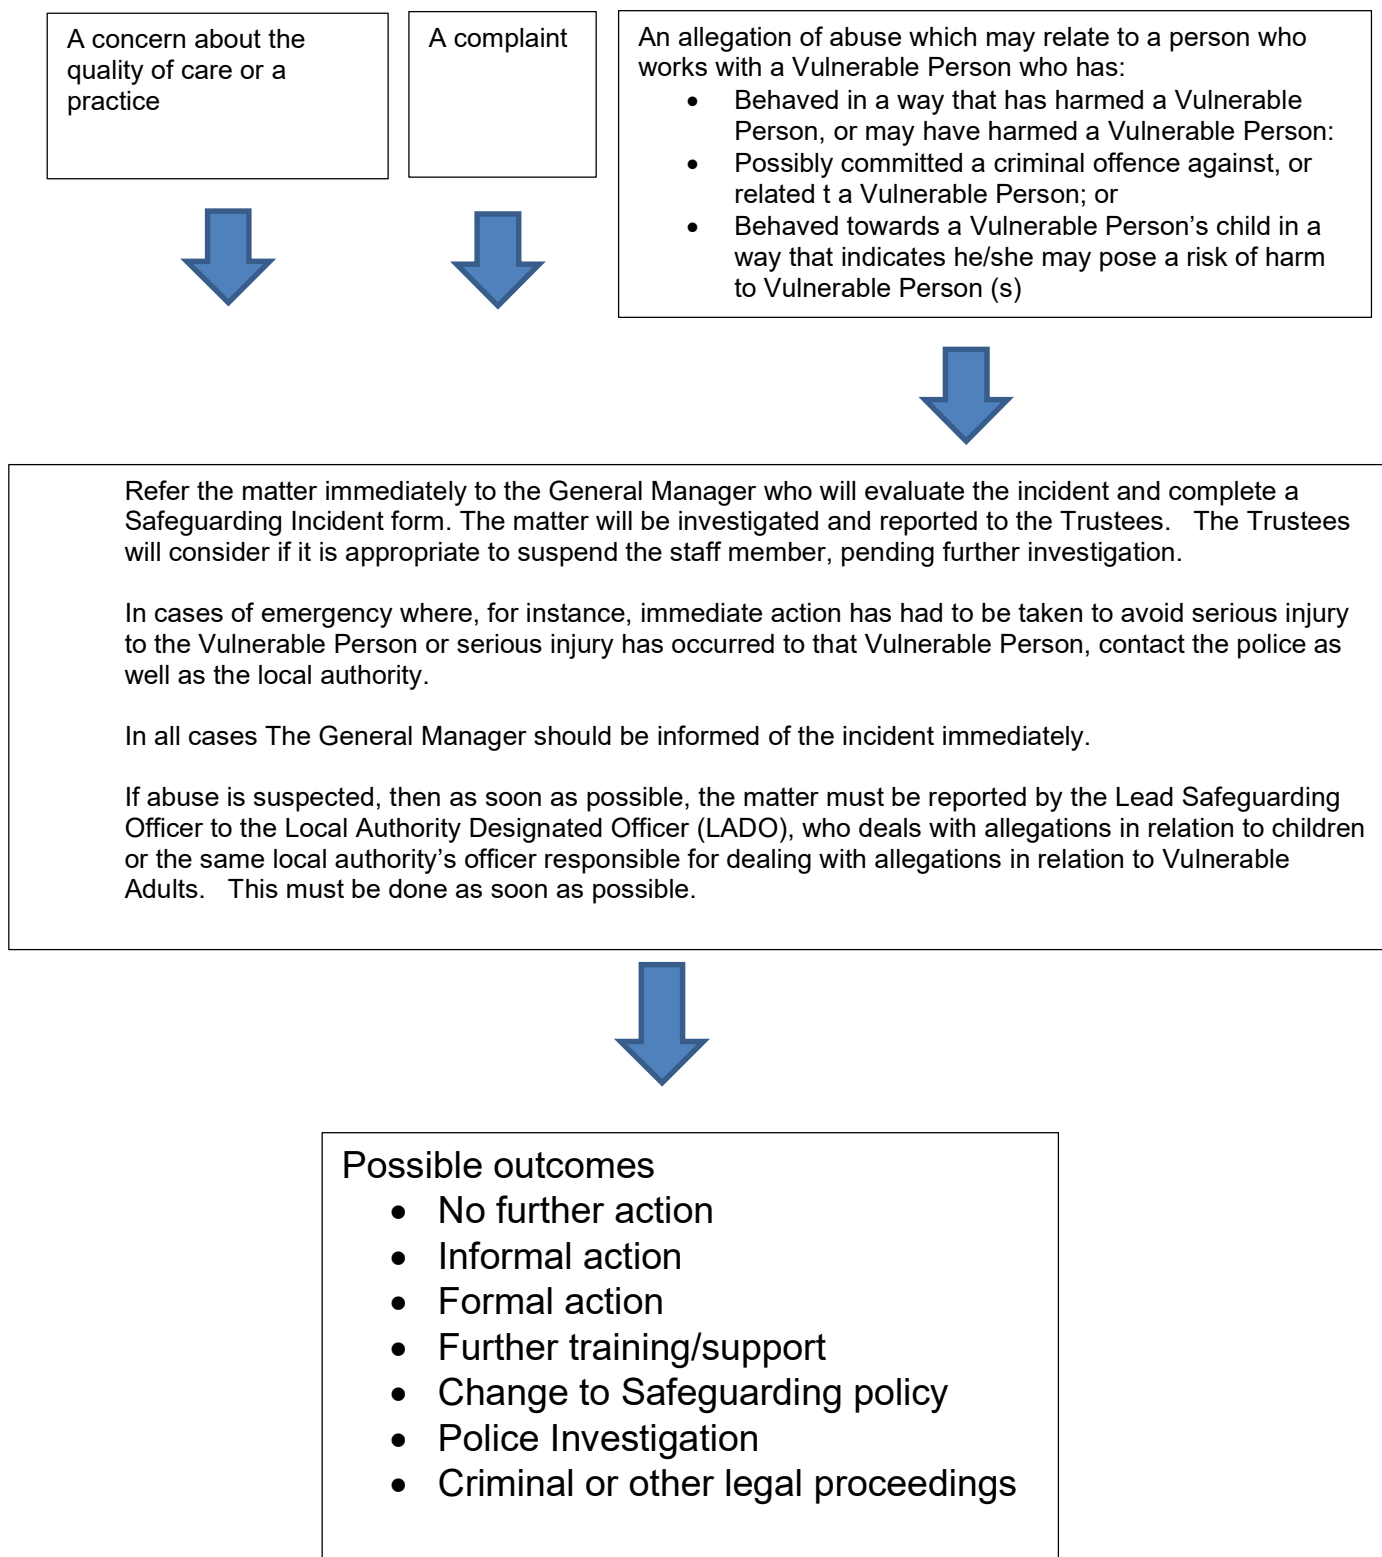 A concern about the
quality of care or a
practice
A complaint
An allegation of abuse which may relate to a person who
works with a Vulnerable Person who has:
• Behaved in a way that has harmed a Vulnerable
Person, or may have harmed a Vulnerable Person:
• Possibly committed a criminal offence against, or
related t a Vulnerable Person; or
• Behaved towards a Vulnerable Person’s child in a
way that indicates he/she may pose a risk of harm
to Vulnerable Person (s)
Refer the matter immediately to the General Manager who will evaluate the incident and complete a
Safeguarding Incident form. The matter will be investigated and reported to the Trustees. The Trustees
will consider if it is appropriate to suspend the staff member, pending further investigation.
In cases of emergency where, for instance, immediate action has had to be taken to avoid serious injury
to the Vulnerable Person or serious injury has occurred to that Vulnerable Person, contact the police as
well as the local authority.
In all cases The General Manager should be informed of the incident immediately.
If abuse is suspected, then as soon as possible, the matter must be reported by the Lead Safeguarding
Officer to the Local Authority Designated Officer (LADO), who deals with allegations in relation to children
or the same local authority’s officer responsible for dealing with allegations in relation to Vulnerable
Adults. This must be done as soon as possible.
Possible outcomes
• No further action
• Informal action
• Formal action
• Further training/support
• Change to Safeguarding policy
• Police Investigation
• Criminal or other legal proceedings